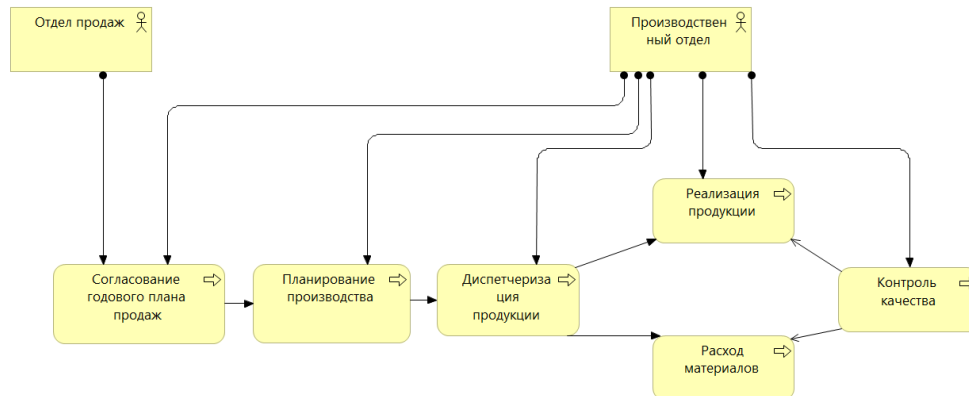 Отдел продаж
Производствен
ный отдел
Реализация
продукции
Согласование
годового плана
продаж
Планирование
производства
Диспетчериза
ция
продукции
Контроль
качества
Расход
материалов